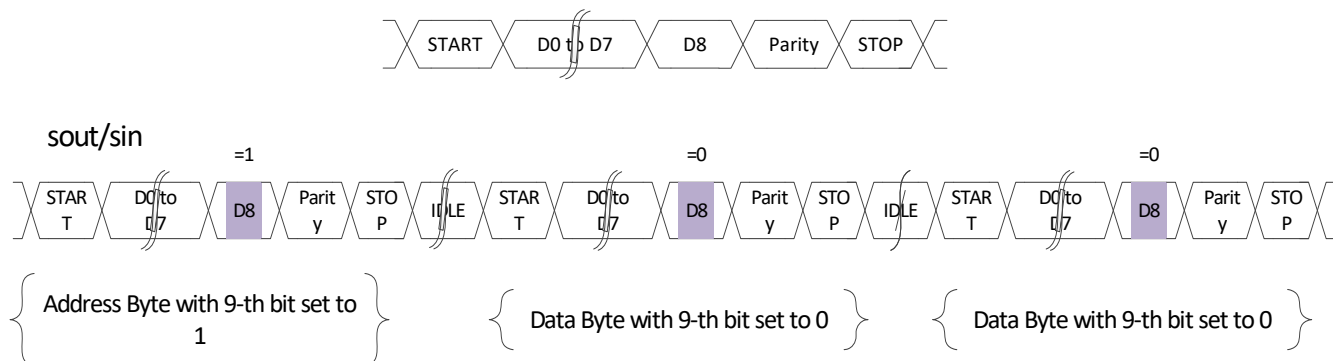 START D0 to D7 D8 Parity STOP
sout/sin
=1 =0 =0
STAR D0 to D8 Parit STO IDLE STAR D0 to D8 Parit STO IDLE STAR D0 to D8 Parit STO
T D7 y P T D7 y P T D7 y P
Address Byte with 9-th bit set to Data Byte with 9-th bit set to 0 Data Byte with 9-th bit set to 0
1